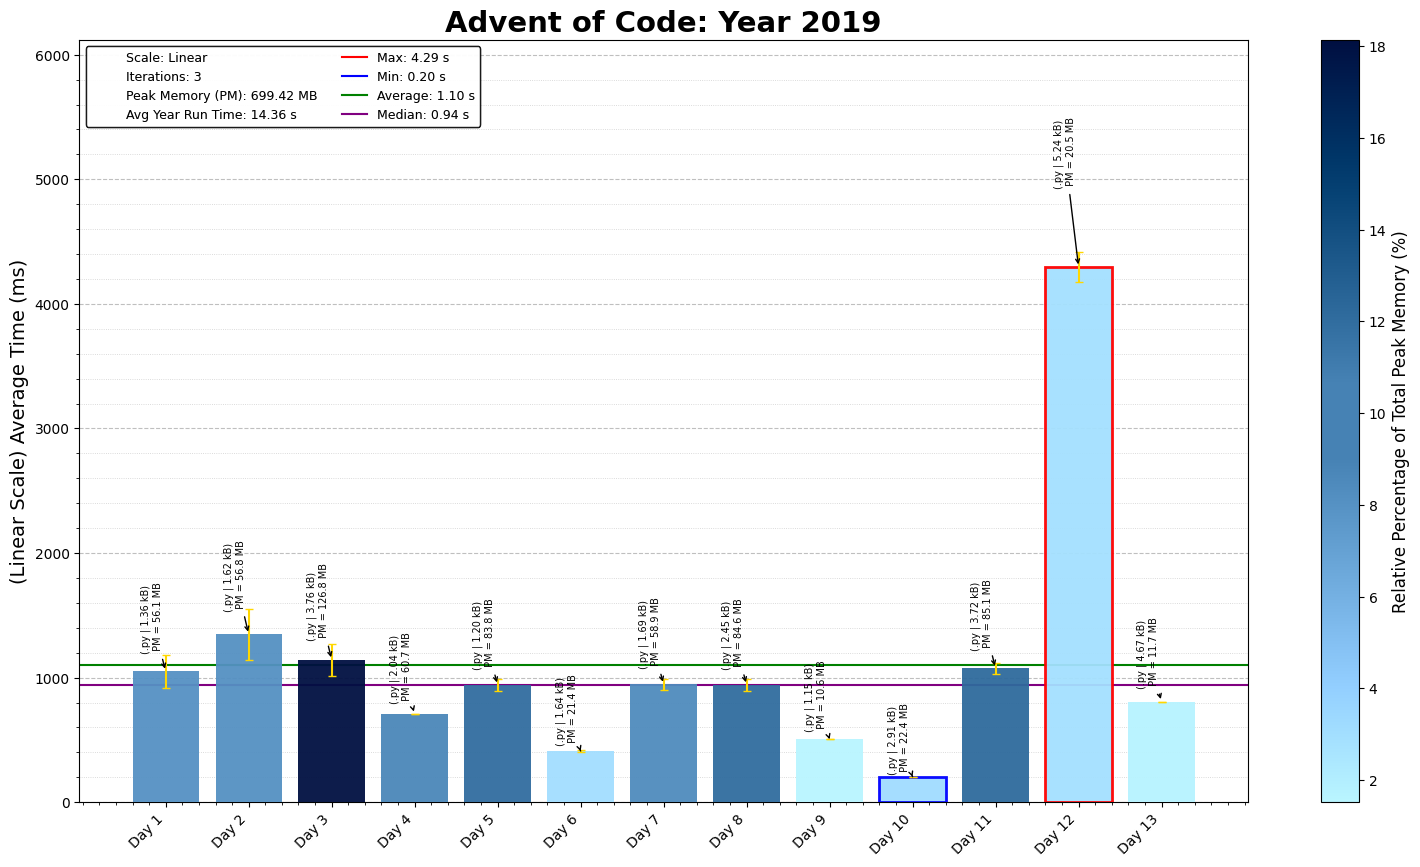 Advent of Code: Year 2019
Scale: Linear
Iterations: 3
Peak Memory (PM): 699.42 MB
Avg Year Run Time: 14.36 s
Max: 4.29 s
Min: 0.20 s
Average: 1.10 s
Median: 0.94 s
(Linear Scale) Average Time (ms)
6000
5000
4000
3000
2000
1000
0
(.py | 1.36 kB)
PM = 56.1 MB
(.py | 1.62 kB)
PM = 56.8 MB
(.py | 3.76 kB)
PM = 126.8 MB
(.py | 2.04 kB)
PM = 60.7 MB
(.py | 1.20 kB)
PM = 83.8 MB
(.py | 1.64 kB)
PM = 21.4 MB
(.py | 1.69 kB)
PM = 58.9 MB
(.py | 2.45 kB)
PM = 84.6 MB
(.py | 1.15 kB)
PM = 10.6 MB
(.py | 2.91 kB)
PM = 22.4 MB
(.py | 3.72 kB)
PM = 85.1 MB
(.py | 5.24 kB)
PM = 20.5 MB
(.py | 4.67 kB)
PM = 11.7 MB
Day 1
Day 2
Day 3
Day 4
Day 5
Day 6
Day 7
Day 8
Day 9
Day 10
Day 11
Day 12
Day 13
18
16
14
12
10
8
6
4
2
Relative Percentage of Total Peak Memory (%)